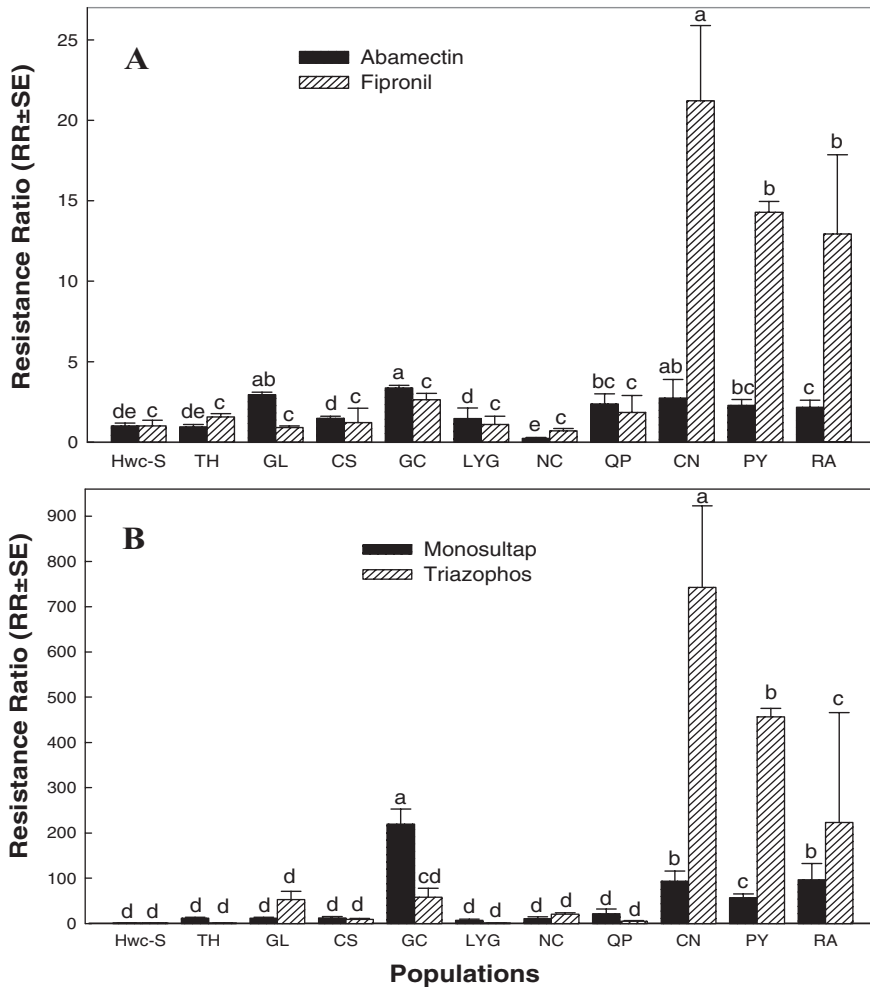 A
Abamectin
Fipronil
Resistance Ratio (RR±SE)
25
20
15
10
5
0
de c de c ab c d c a c d c e c bc c ab a bc b c b
Hwc-S TH GL CS GC LYG NC QP CN PY RA
B
Monosultap
Triazophos
Resistance Ratio (RR±SE)
900
800
700
600
500
400
300
200
100
0
d d d d d d d d a cd d d d d d d b a c b b c
Hwc-S TH GL CS GC LYG NC QP CN PY RA
Populations